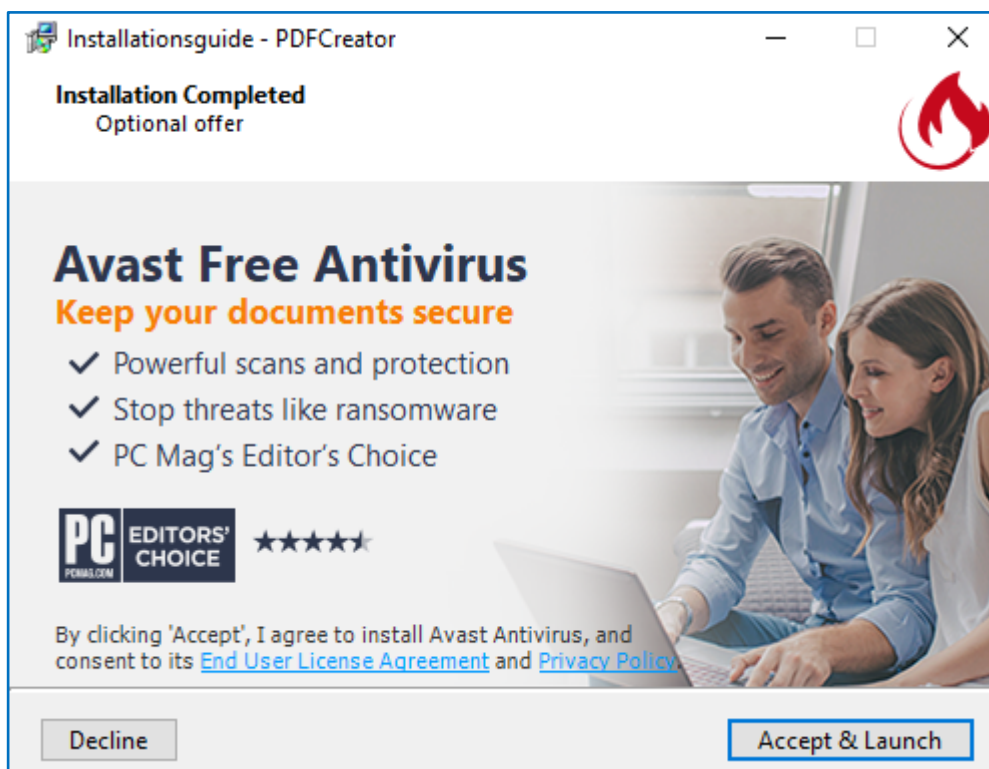 Installationsguide - PDFCreator
Installation Completed
Optional offer
Avast Free Antivirus
Keep your documents secure
Powerful scans and protection
Stop threats like ransomware
PC Mag's Editor's Choice
PC
PCMAG.COM
EDITORS'
CHOICE
By clicking 'Accept', I agree to install Avast Antivirus, and
consent to its End User License Agreement and Privacy Policy.
Decline
Accept & Launch